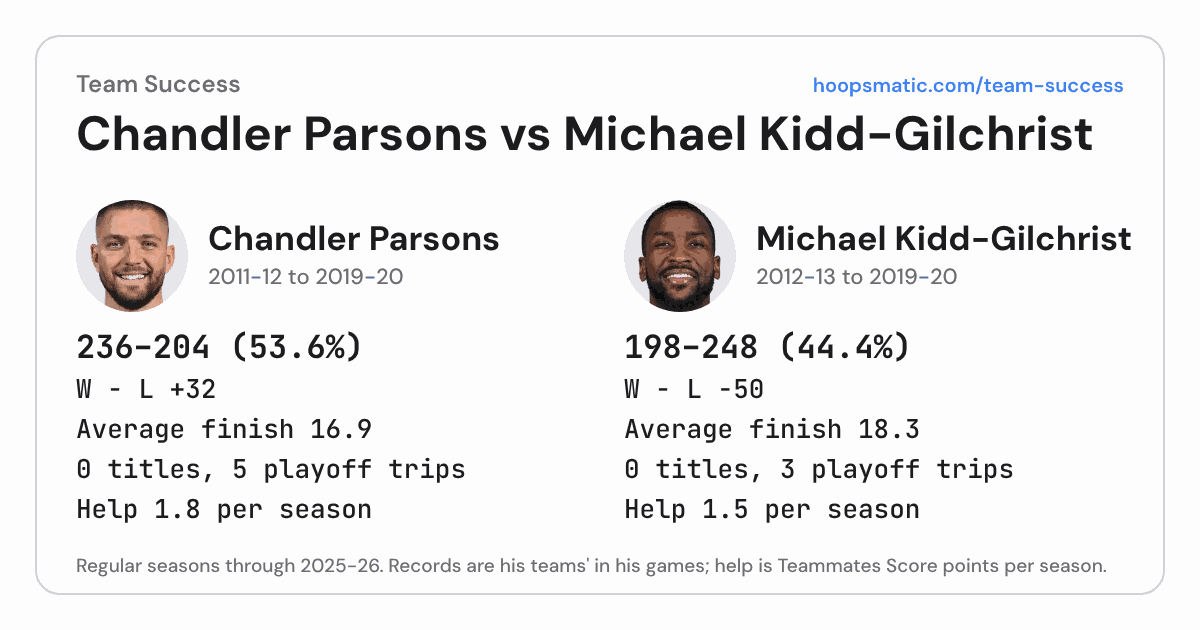 Team Success
hoopsmatic.com/team-success
Chandler Parsons vs Michael Kidd-Gilchrist
Chandler Parsons
2011-12 to 2019-20
236-204 (53.6%)
W - L +32
Average finish 16.9
0 titles, 5 playoff trips
Help 1.8 per season
Michael Kidd-Gilchrist
2012-13 to 2019-20
198-248 (44.4%)
W - L -50
Average finish 18.3
0 titles, 3 playoff trips
Help 1.5 per season
Regular seasons through 2025-26. Records are his teams' in his games; help is Teammates Score points per season.